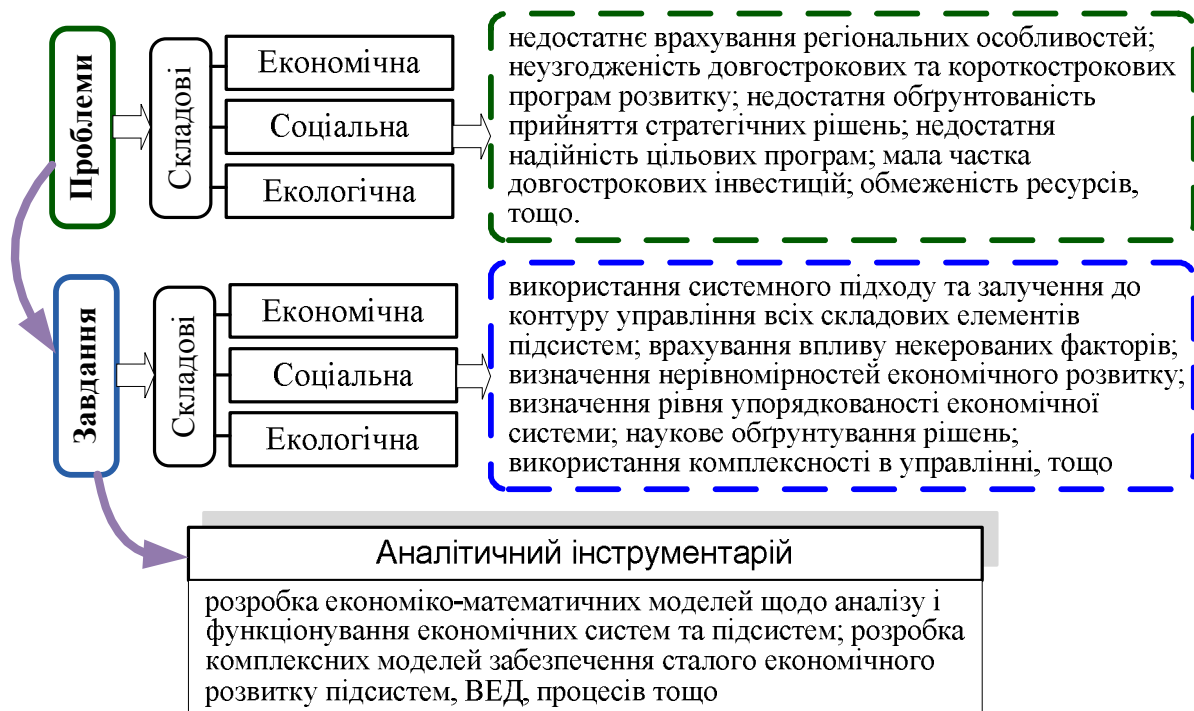 Проблеми
Складові
Економічна
Соціальна
Екологічна
недостатнє врахування регіональних особливостей;
неузгодженість довгострокових та короткострокових
програм розвитку; недостатня обґрунтованість
прийняття стратегічних рішень; недостатня
надійність цільових програм; мала частка
довгострокових інвестицій; обмеженість ресурсів,
тощо.
Завдання
Складові
Економічна
Соціальна
Екологічна
використання системного підходу та залучення до
контуру управління всіх складових елементів
підсистем; врахування впливу некерованих факторів;
визначення нерівномірностей економічного розвитку;
визначення рівня упорядкованості економічної
системи; наукове обґрунтування рішень;
використання комплексності в управлінні, тощо
Аналітичний інструментарій
розробка економіко-математичних моделей щодо аналізу і
функціонування економічних систем та підсистем; розробка
комплексних моделей забезпечення сталого економічного
розвитку підсистем, ВЕД, процесів тощо